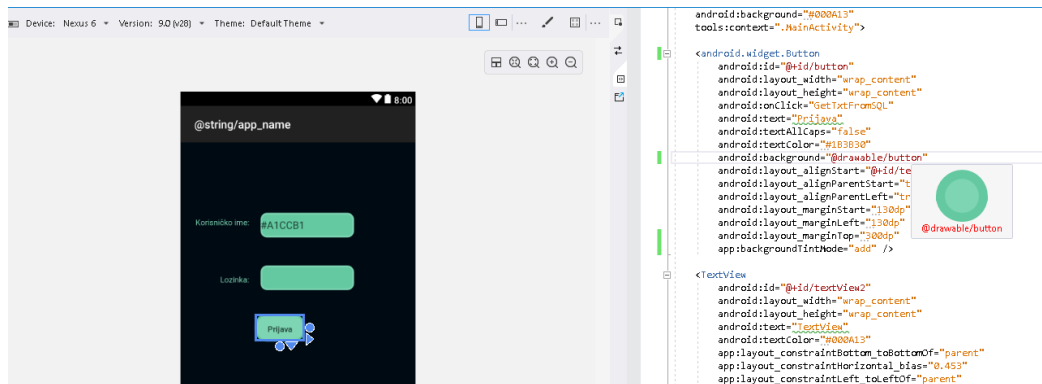 Device: Nexus 6 Version: 9.0 (v28) Theme: Default Theme
8:00
@string/app_name
Korisničko ime:
#A1CCB1
Lozinka:
Prijava
android:background="#000A13"
tools:context=".MainActivity">
<android.widget.Button
android:id="@+id/button"
android:layout_width="wrap_content"
android:layout_height="wrap_content"
android:onClick="GetTxtFromSQL"
android:text="Prijava"
android:textAllCaps="false"
android:textColor="#1B3B30"
android:background="@drawable/button"
android:layout_alignStart="@+id/te
android:layout_alignParentStart="t
android:layout_alignParentLeft="tr
android:layout_marginStart="130dp"
android:layout_marginLeft="130dp"
android:layout_marginTop="300dp"
app:backgroundTintMode="add" />
@drawable/button
<TextView
android:id="@+id/textView2"
android:layout_width="wrap_content"
android:layout_height="wrap_content"
android:text="TextView"
android:textColor="#000A13"
app:layout_constraintBottom_toBottomOf="parent"
app:layout_constraintHorizontal_bias="0.453"
app:layout_constraintLeft_toLeftOf="parent"